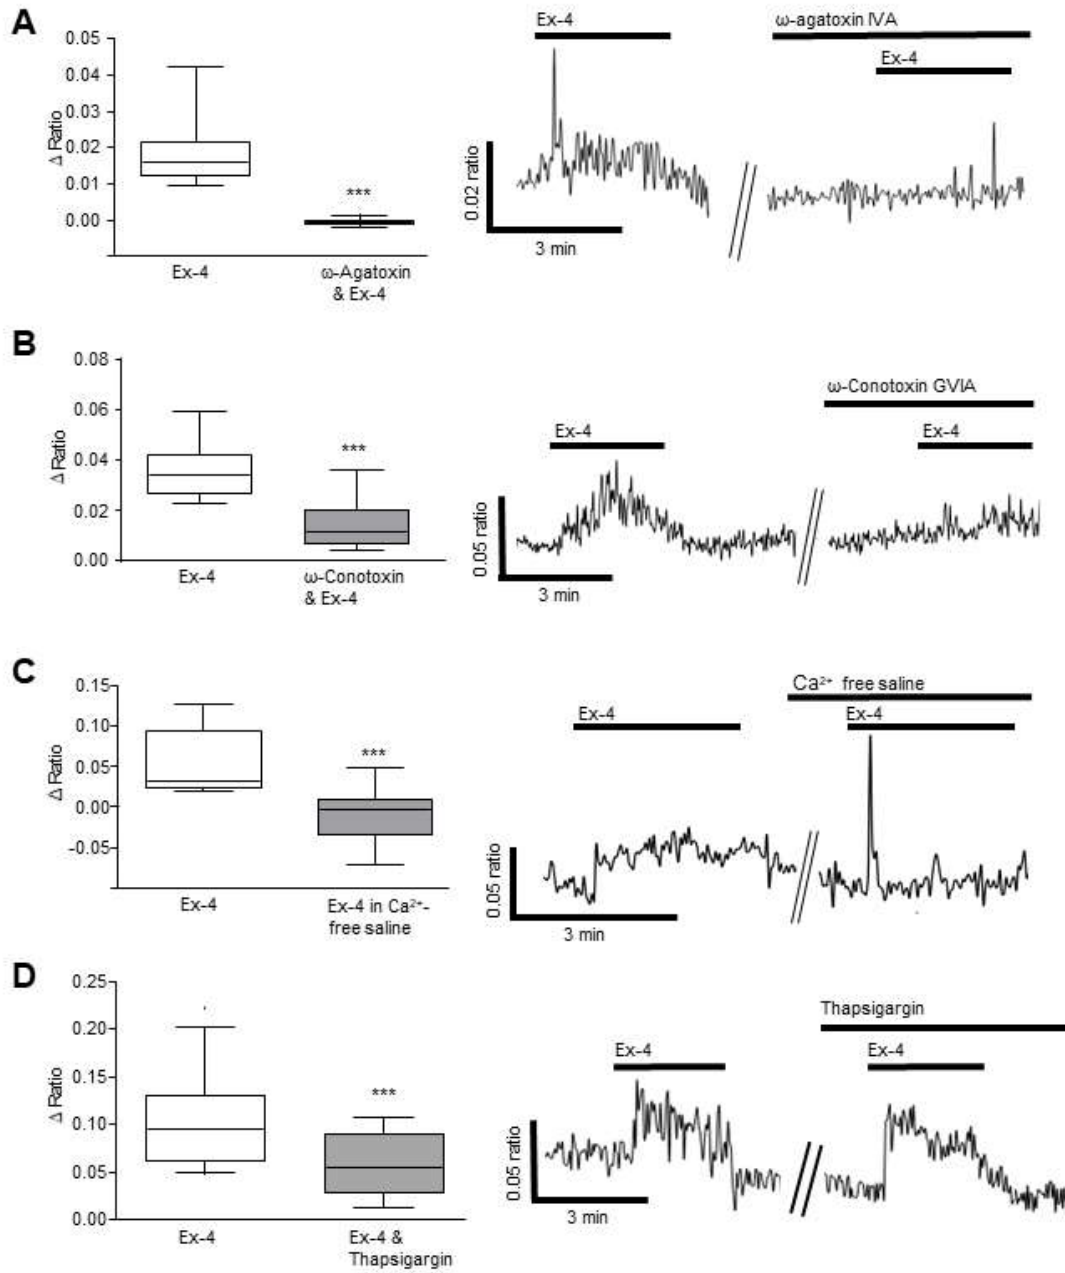 A
Δ Ratio
0.05
0.04
0.03
0.02
0.01
0.00
***
Ex-4
ω-Agatoxin
& Ex-4
Ex-4
ω-agatoxin IVA
Ex-4
0.02 ratio
3 min
B
Δ Ratio
0.08
0.06
0.04
0.02
0.00
***
Ex-4
ω-Conotoxin
& Ex-4
ω-Conotoxin GVIA
Ex-4
Ex-4
0.05 ratio
3 min
C
Δ Ratio
0.15
0.10
0.05
0.00
-0.05
***
Ex-4
Ex-4 in Ca²⁺-
free saline
Ca²⁺ free saline
Ex-4
Ex-4
0.05 ratio
3 min
D
Δ Ratio
0.25
0.20
0.15
0.10
0.05
0.00
***
Ex-4
Ex-4 &
Thapsigargin
Thapsigargin
Ex-4
Ex-4
0.05 ratio
3 min